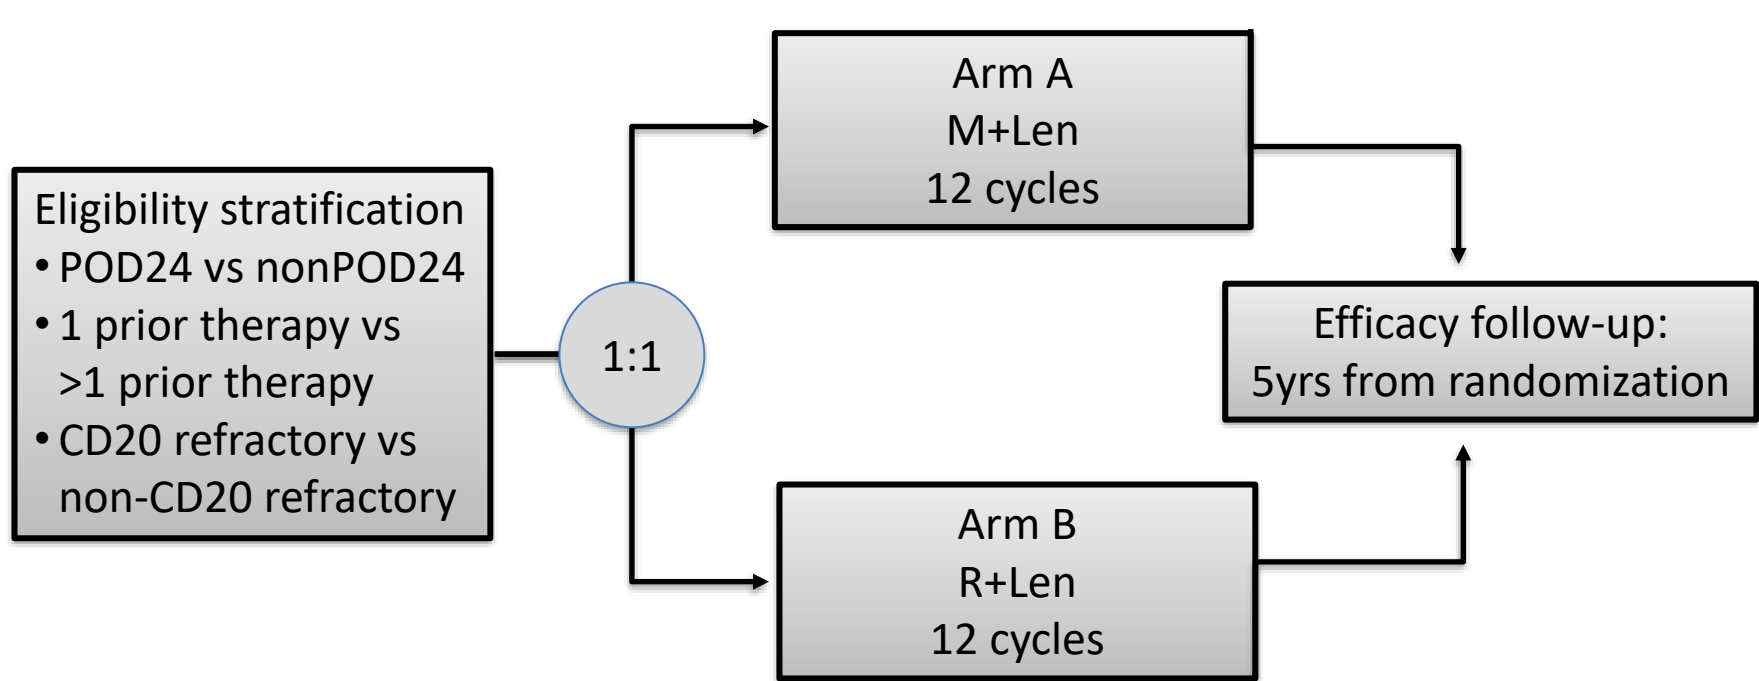 Eligibility stratification
• POD24 vs nonPOD24
• 1 prior therapy vs
>1 prior therapy
• CD20 refractory vs
non-CD20 refractory
1:1
Arm A
M+Len
12 cycles
Arm B
R+Len
12 cycles
Efficacy follow-up:
5yrs from randomization